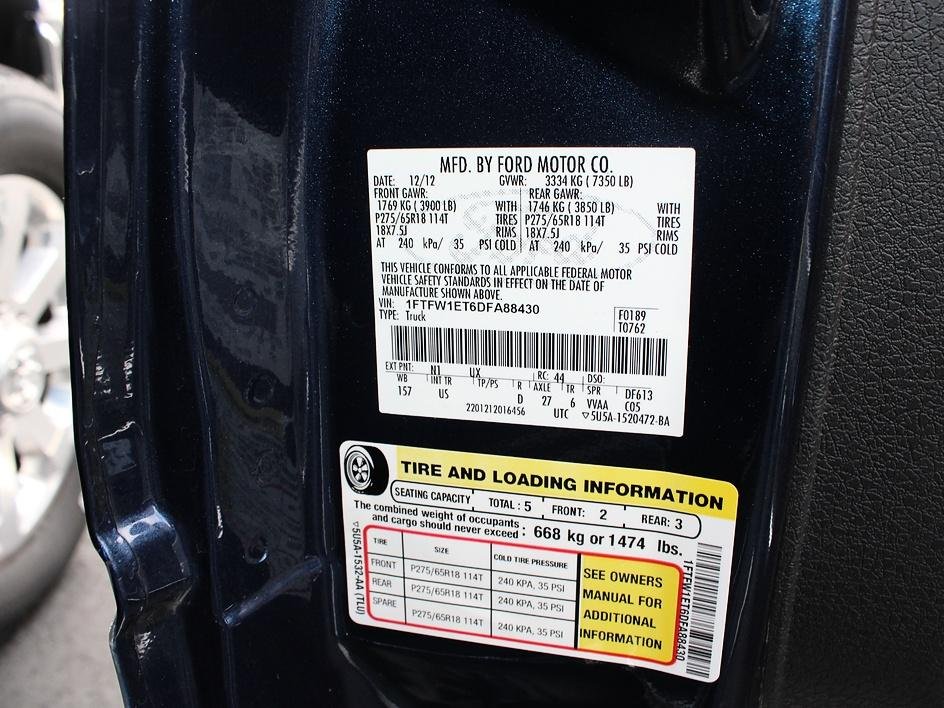 MFD. BY FORD MOTOR CO.
DATE: 12/12 GVWR: 3334 KG ( 7350 LB)
FRONT GAWR: REAR GAWR:
1769 KG ( 3900 LB) WITH 1746 KG ( 3850 LB) WITH
P275/65R18 114T TIRES P275/65R18 114T TIRES
18X7.5J RIMS 18X7.5J RIMS
AT 240 kPa/ 35 PSI COLD AT 240 kPa/ 35 PSI COLD
THIS VEHICLE CONFORMS TO ALL APPLICABLE FEDERAL MOTOR
VEHICLE SAFETY STANDARDS IN EFFECT ON THE DATE OF
MANUFACTURE SHOWN ABOVE.
VIN: 1FTFW1ET6DFA88430 F0189
TYPE: Truck T0762
EXT PNT: N1 UX RC: 44 DSO:
WB INT TR TP/PS R AXLE TR SPR DF613
157 US D 27 6 VVAA C05
2201212016456 UTC ▽5U5A-1520472-BA
TIRE AND LOADING INFORMATION
SEATING CAPACITY TOTAL : 5 FRONT: 2 REAR: 3
The combined weight of occupants
and cargo should never exceed : 668 kg or 1474 lbs.
TIRE SIZE COLD TIRE PRESSURE
FRONT P275/65R18 114T 240 KPA, 35 PSI
REAR P275/65R18 114T 240 KPA, 35 PSI
SPARE P275/65R18 114T 240 KPA, 35 PSI
SEE OWNERS
MANUAL FOR
ADDITIONAL
INFORMATION
▽5U5A-1532-AA (TLU)
1FTFW1ET6DFA88430